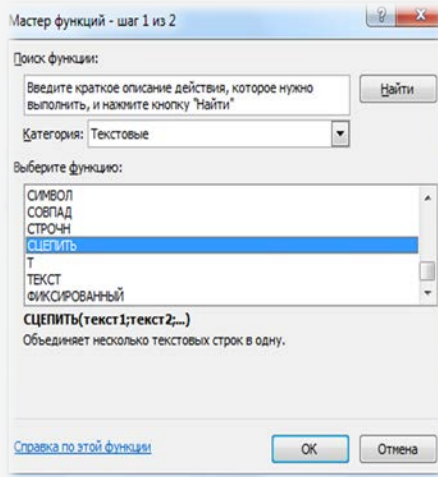 Мастер функций - шаг 1 из 2
Поиск функции:
Введите краткое описание действия, которое нужно
выполнить, и нажмите кнопку "Найти"
Найти
Категория: Текстовые
Выберите функцию:
СИМВОЛ
СОВПАД
СТРОЧН
СЦЕПИТЬ
Т
ТЕКСТ
ФИКСИРОВАННЫЙ
СЦЕПИТЬ(текст1;текст2;...)
Объединяет несколько текстовых строк в одну.
Справка по этой функции
ОК
Отмена